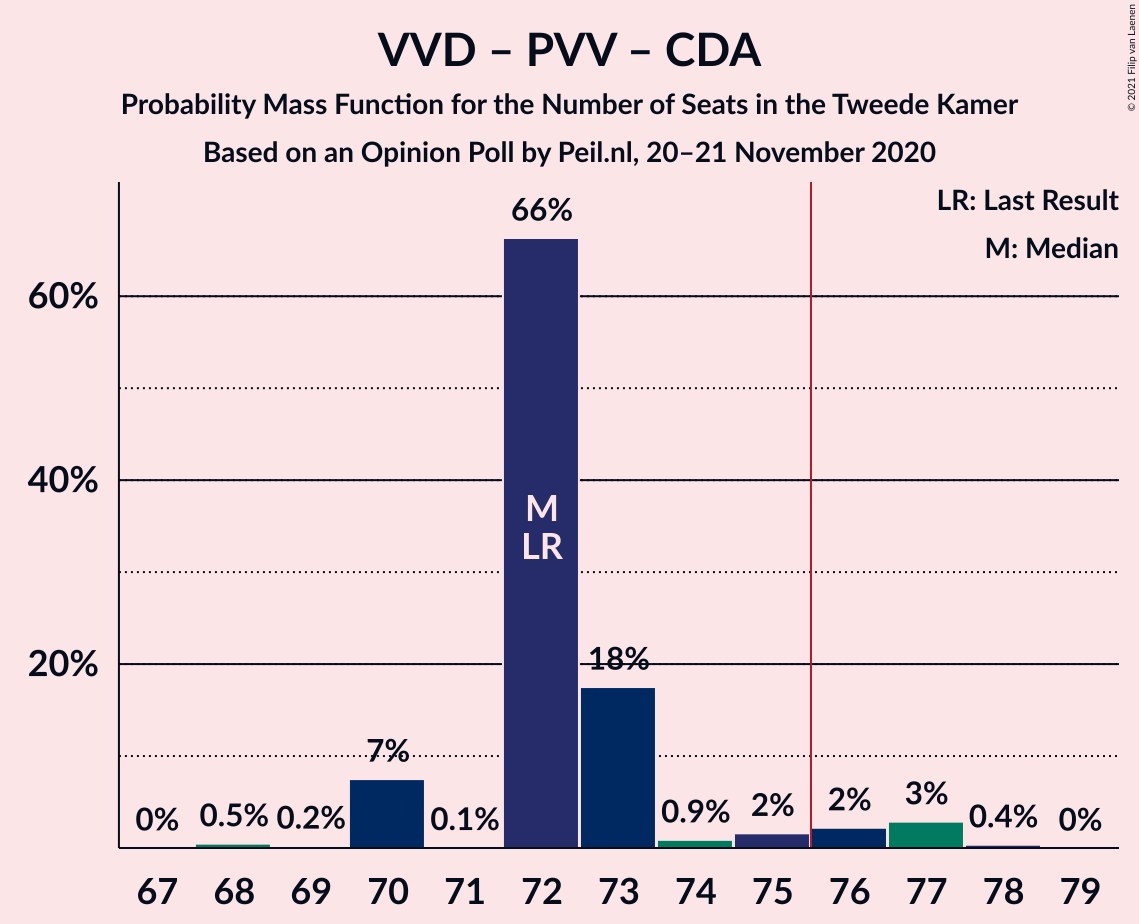 VVD – PVV – CDA
Probability Mass Function for the Number of Seats in the Tweede Kamer
Based on an Opinion Poll by Peil.nl, 20–21 November 2020
© 2021 Filip van Laenen
LR: Last Result
M: Median
60%
40%
20%
0%
0.5%
0.2%
7%
0.1%
66%
M
LR
18%
0.9%
2%
2%
3%
0.4%
0%
67 68 69 70 71 72 73 74 75 76 77 78 79